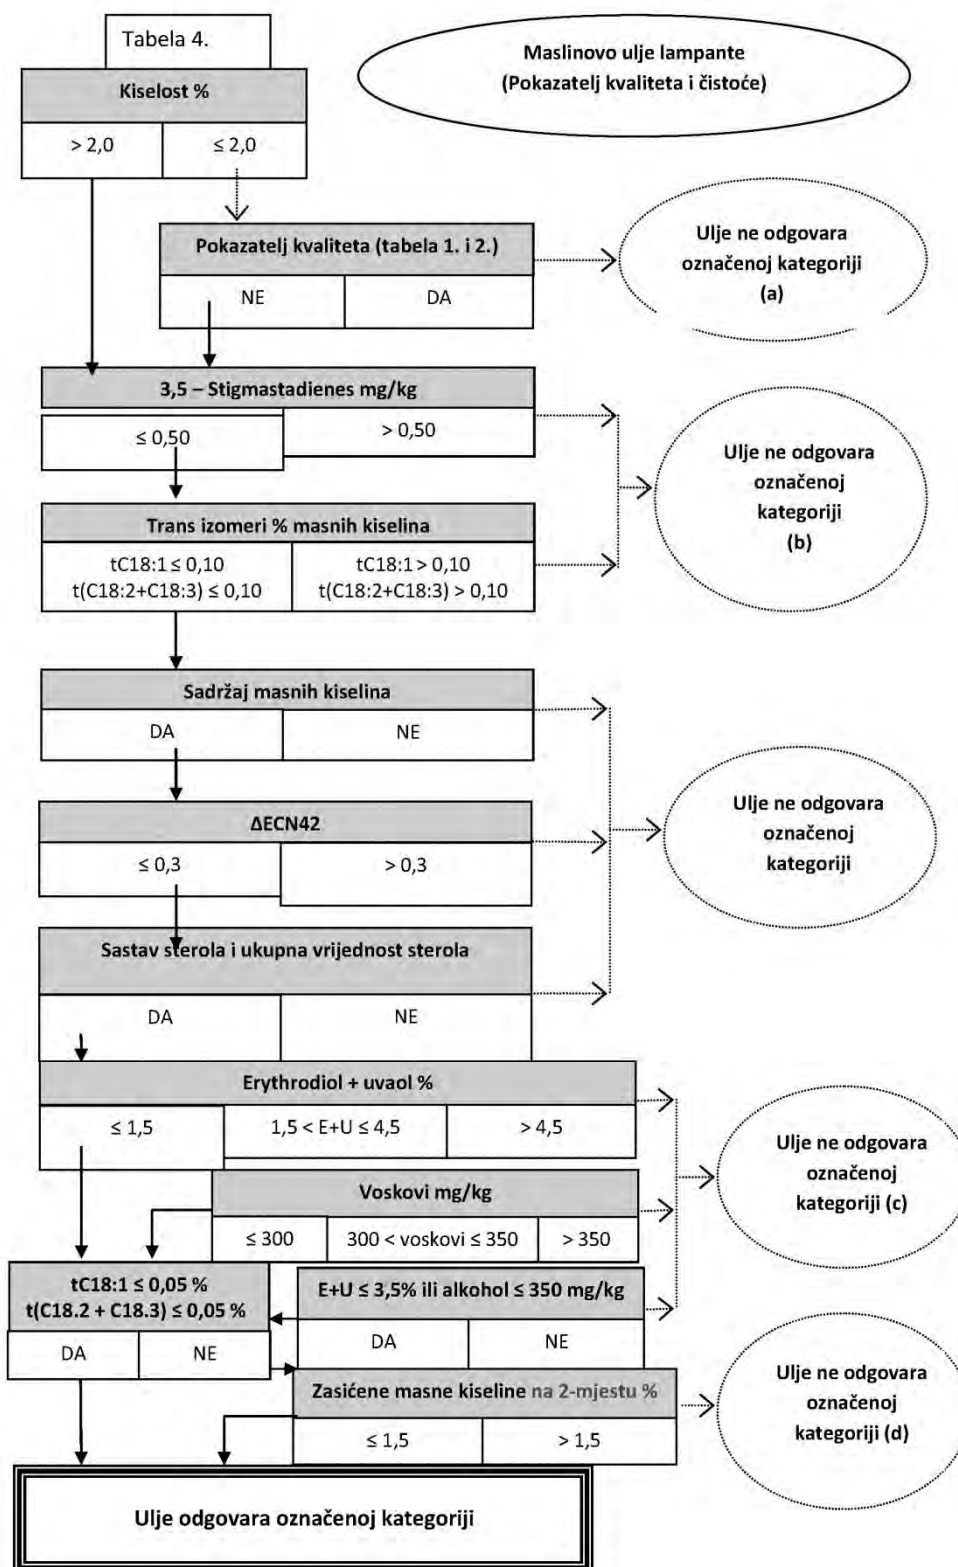 Tabela 4.
Maslinovo ulje lampante
(Pokazatelj kvaliteta i čistoće)
Kiselost %
> 2,0
≤ 2,0
Pokazatelj kvaliteta (tabela 1. i 2.)
NE
DA
Ulje ne odgovara
označenoj kategoriji
(a)
3,5 – Stigmastadienes mg/kg
≤ 0,50
> 0,50
Ulje ne odgovara
označenoj
kategoriji
(b)
Trans izomeri % masnih kiselina
tC18:1 ≤ 0,10
t(C18:2+C18:3) ≤ 0,10
tC18:1 > 0,10
t(C18:2+C18:3) > 0,10
Sadržaj masnih kiselina
DA
NE
ΔECN42
≤ 0,3
> 0,3
Ulje ne odgovara
označenoj
kategoriji
Sastav sterola i ukupna vrijednost sterola
DA
NE
Erythrodiol + uvaol %
≤ 1,5
1,5 < E+U ≤ 4,5
> 4,5
Ulje ne odgovara
označenoj
kategoriji (c)
Voskovi mg/kg
≤ 300
300 < voskovi ≤ 350
> 350
tC18:1 ≤ 0,05 %
t(C18.2 + C18.3) ≤ 0,05 %
DA
NE
E+U ≤ 3,5% ili alkohol ≤ 350 mg/kg
DA
NE
Zasićene masne kiseline na 2-mjestu %
≤ 1,5
> 1,5
Ulje ne odgovara
označenoj
kategoriji (d)
Ulje odgovara označenoj kategoriji